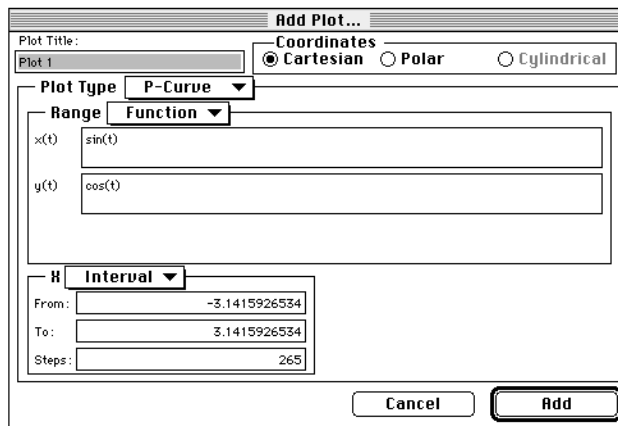 Add Plot...
Plot Title:
Plot 1
Coordinates
Cartesian Polar Cylindrical
Plot Type P-Curve
Range Function
x(t) sin(t)
y(t) cos(t)
X Interval
From: -3.1415926534
To: 3.1415926534
Steps: 265
Cancel Add